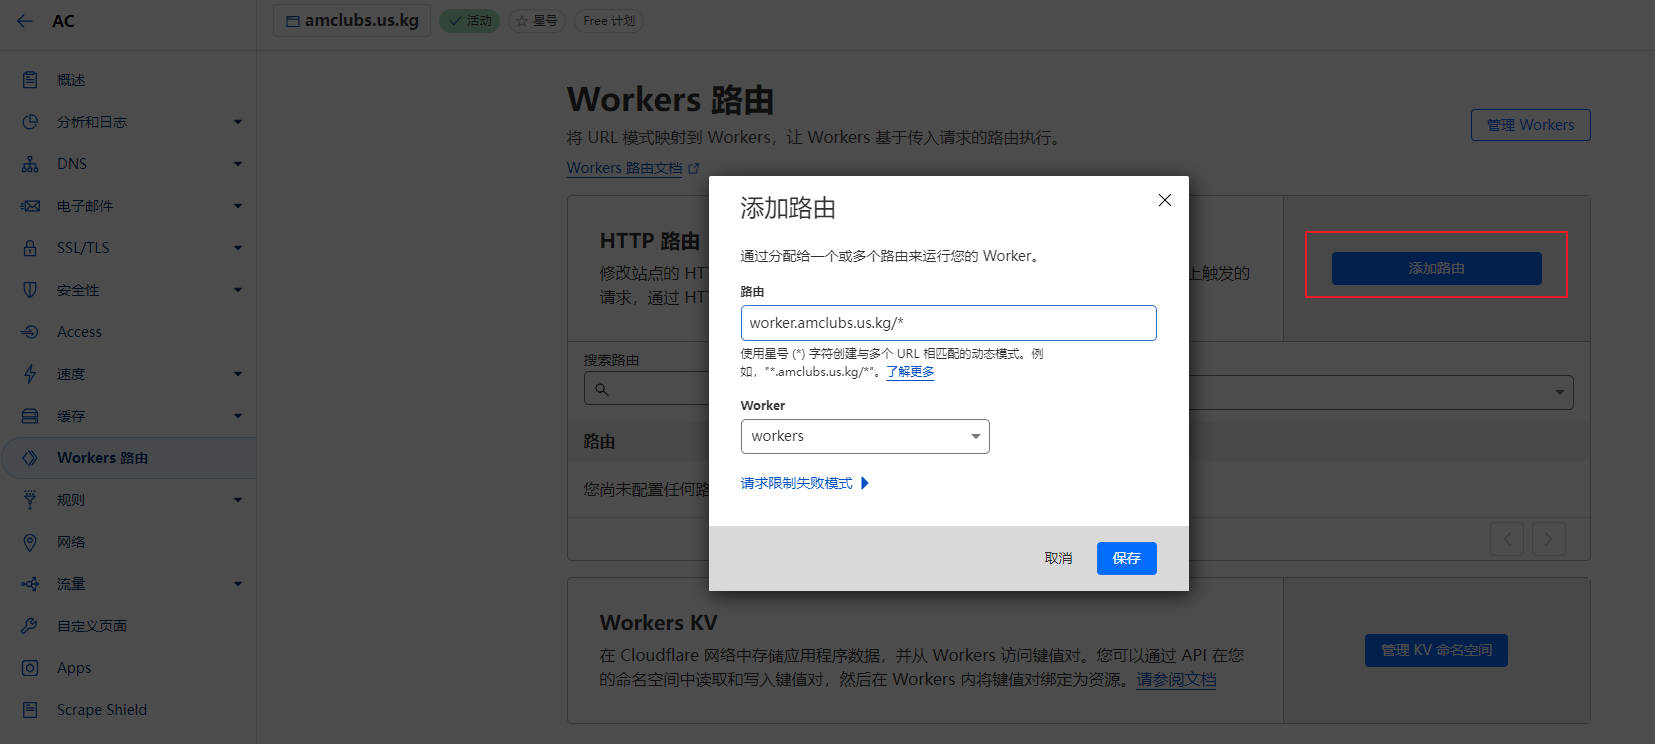 AC
amclubs.us.kg
活动
星号
Free 计划
概述
分析和日志
DNS
电子邮件
SSL/TLS
安全性
Access
速度
缓存
Workers 路由
规则
网络
流量
自定义页面
Apps
Scrape Shield
Workers 路由
将 URL 模式映射到 Workers，让 Workers 基于传入请求的路由执行。
Workers 路由文档
管理 Workers
HTTP 路由
修改站点的 HT
上触发的
请求，通过 HT
添加路由
搜索路由
路由
您尚未配置任何路
添加路由
通过分配给一个或多个路由来运行您的 Worker。
路由
worker.amclubs.us.kg/*
使用星号 (*) 字符创建与多个 URL 相匹配的动态模式。例
如，"*.amclubs.us.kg/*"。了解更多
Worker
workers
请求限制失败模式
取消
保存
Workers KV
在 Cloudflare 网络中存储应用程序数据，并从 Workers 访问键值对。您可以通过 API 在您
的命名空间中读取和写入键值对，然后在 Workers 内将键值对绑定为资源。请参阅文档
管理 KV 命名空间